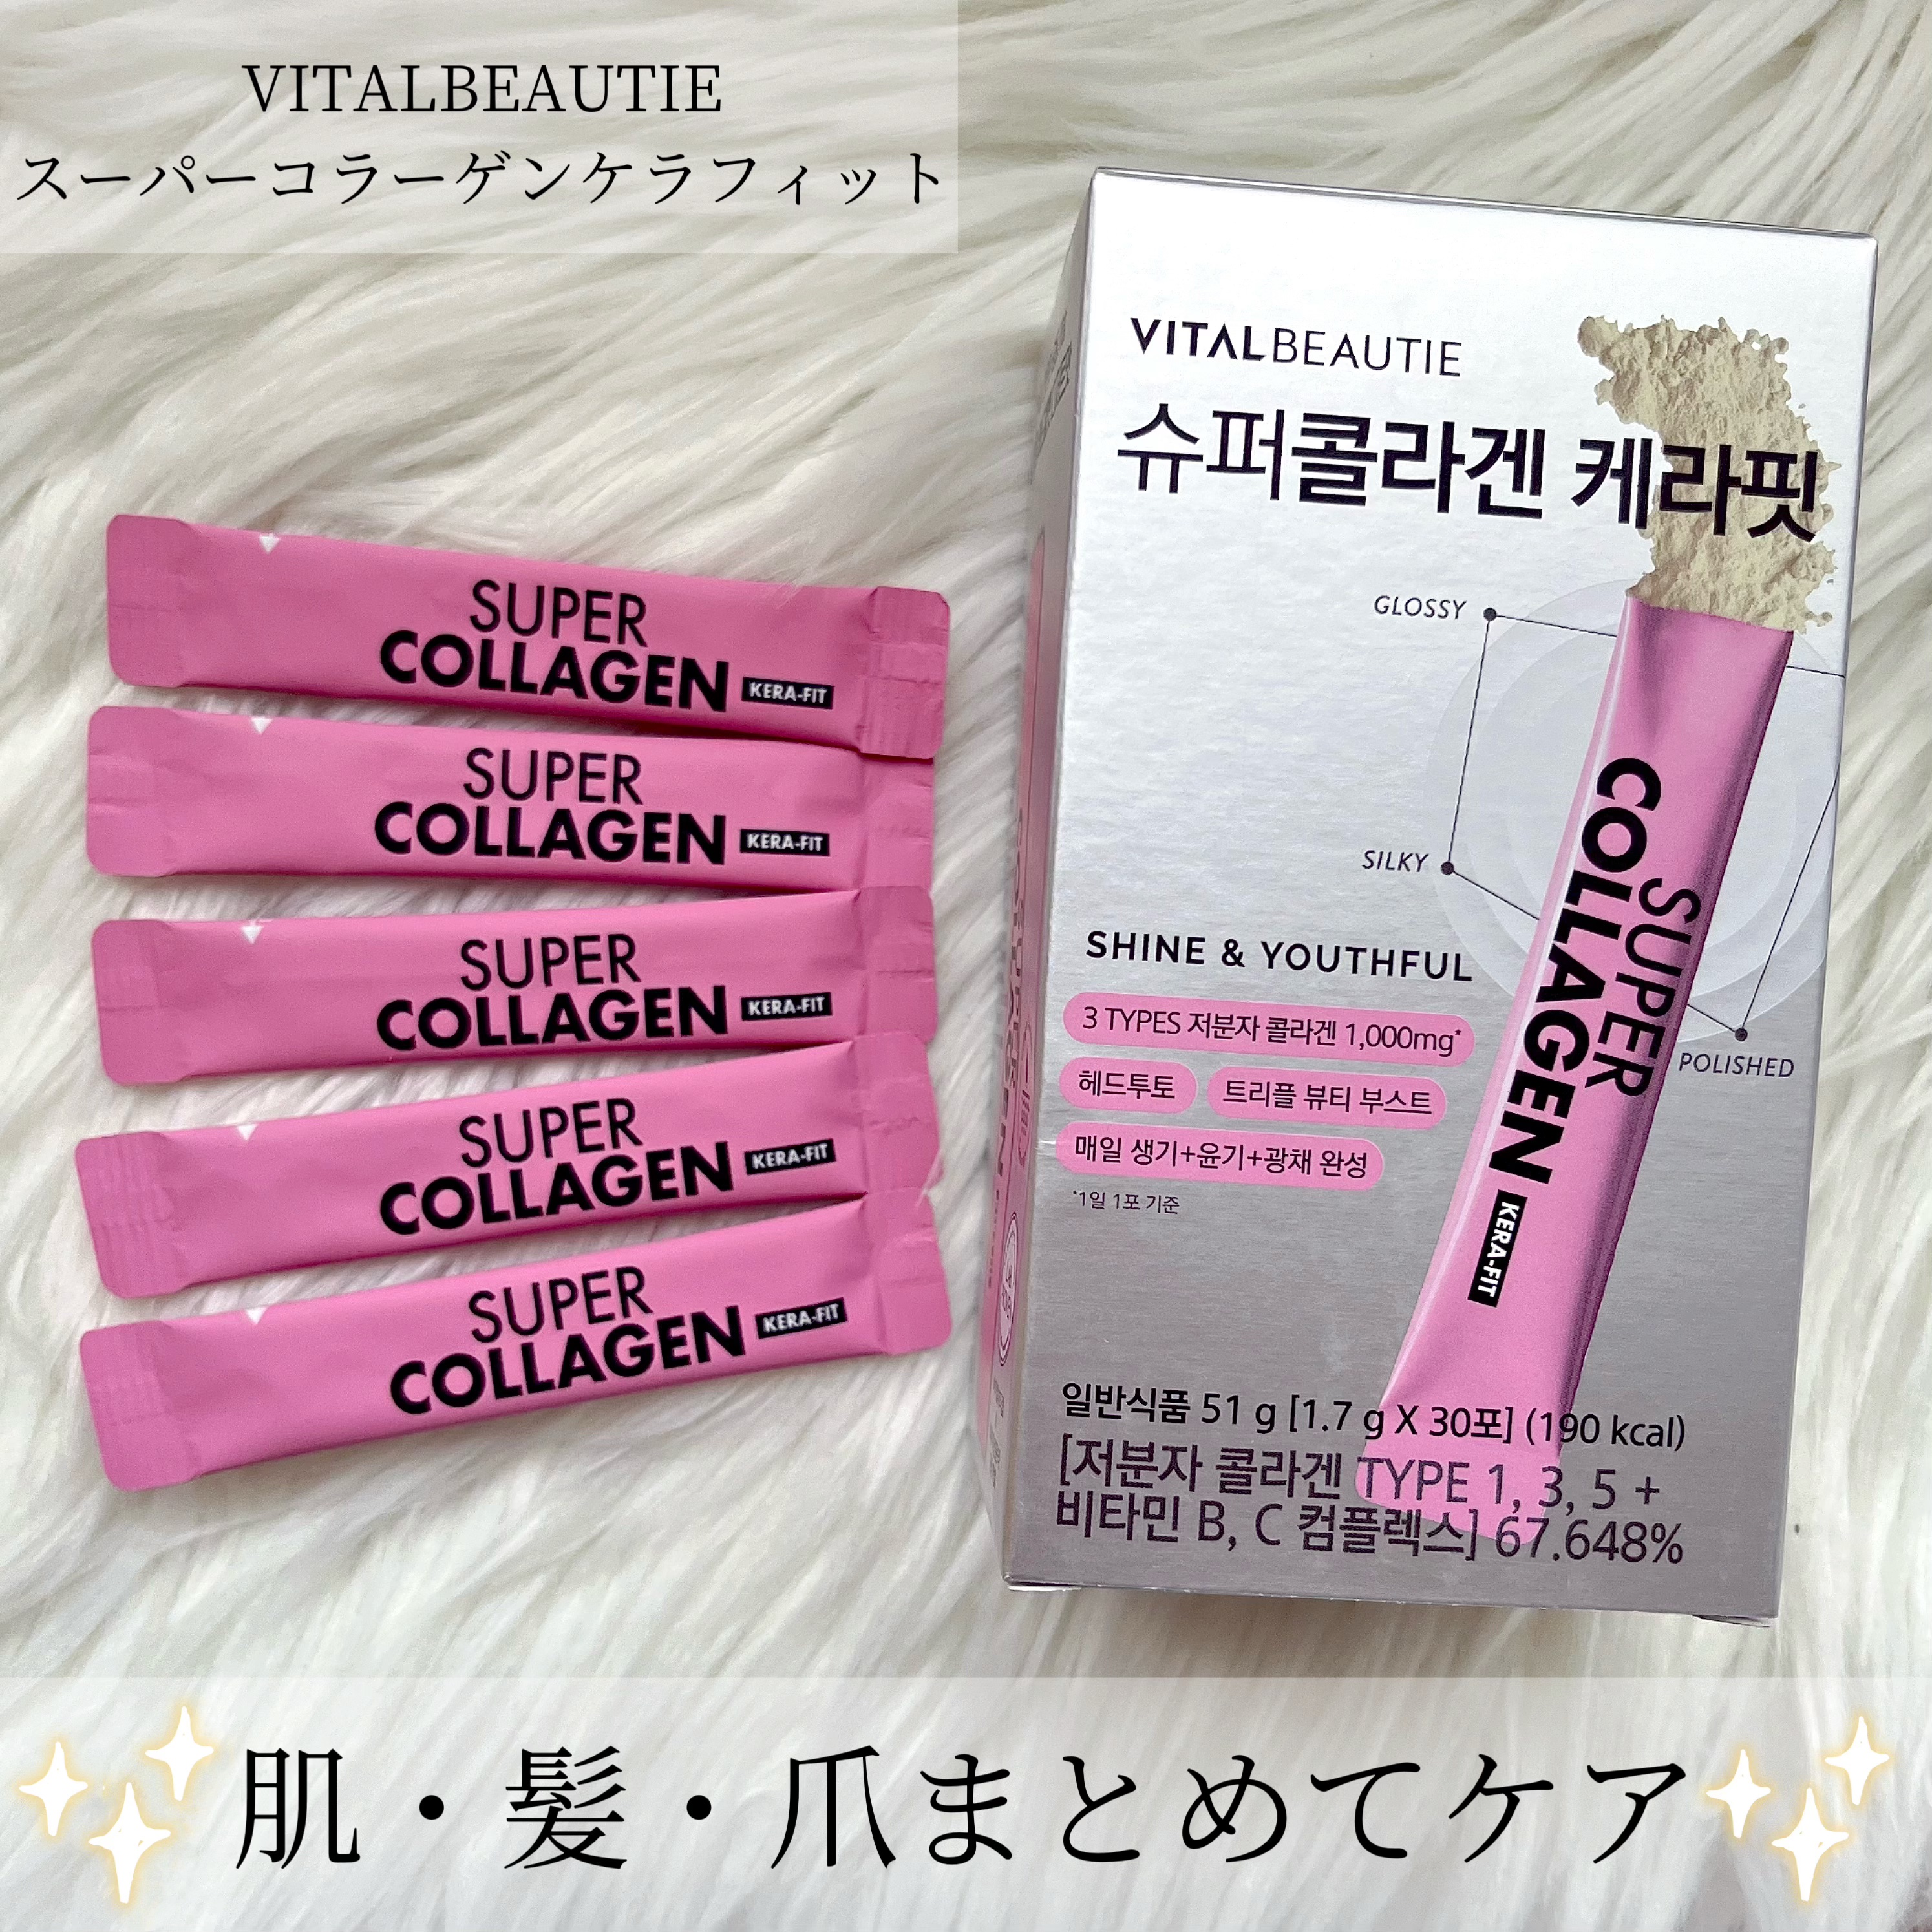 VITALBEAUTIE
スーパーコラーゲンケラフィット
SUPER
COLLAGEN KERA-FIT
SUPER
COLLAGEN KERA-FIT
SUPER
COLLAGEN KERA-FIT
SUPER
COLLAGEN KERA-FIT
SUPER
COLLAGEN KERA-FIT
VITALBEAUTIE
슈퍼콜라겐 케라핏
GLOSSY
SILKY
POLISHED
SUPER
COLLAGEN KERA-FIT
SHINE & YOUTHFUL
3 TYPES 저분자 콜라겐 1,000mg*
헤드투토 트리플 뷰티 부스트
매일 생기+윤기+광채 완성
*1일 1포 기준
일반식품 51 g [1.7 g X 30포] (190 kcal)
[저분자 콜라겐 TYPE 1, 3, 5 +
비타민 B, C 컴플렉스] 67.648%
肌・髪・爪まとめてケア